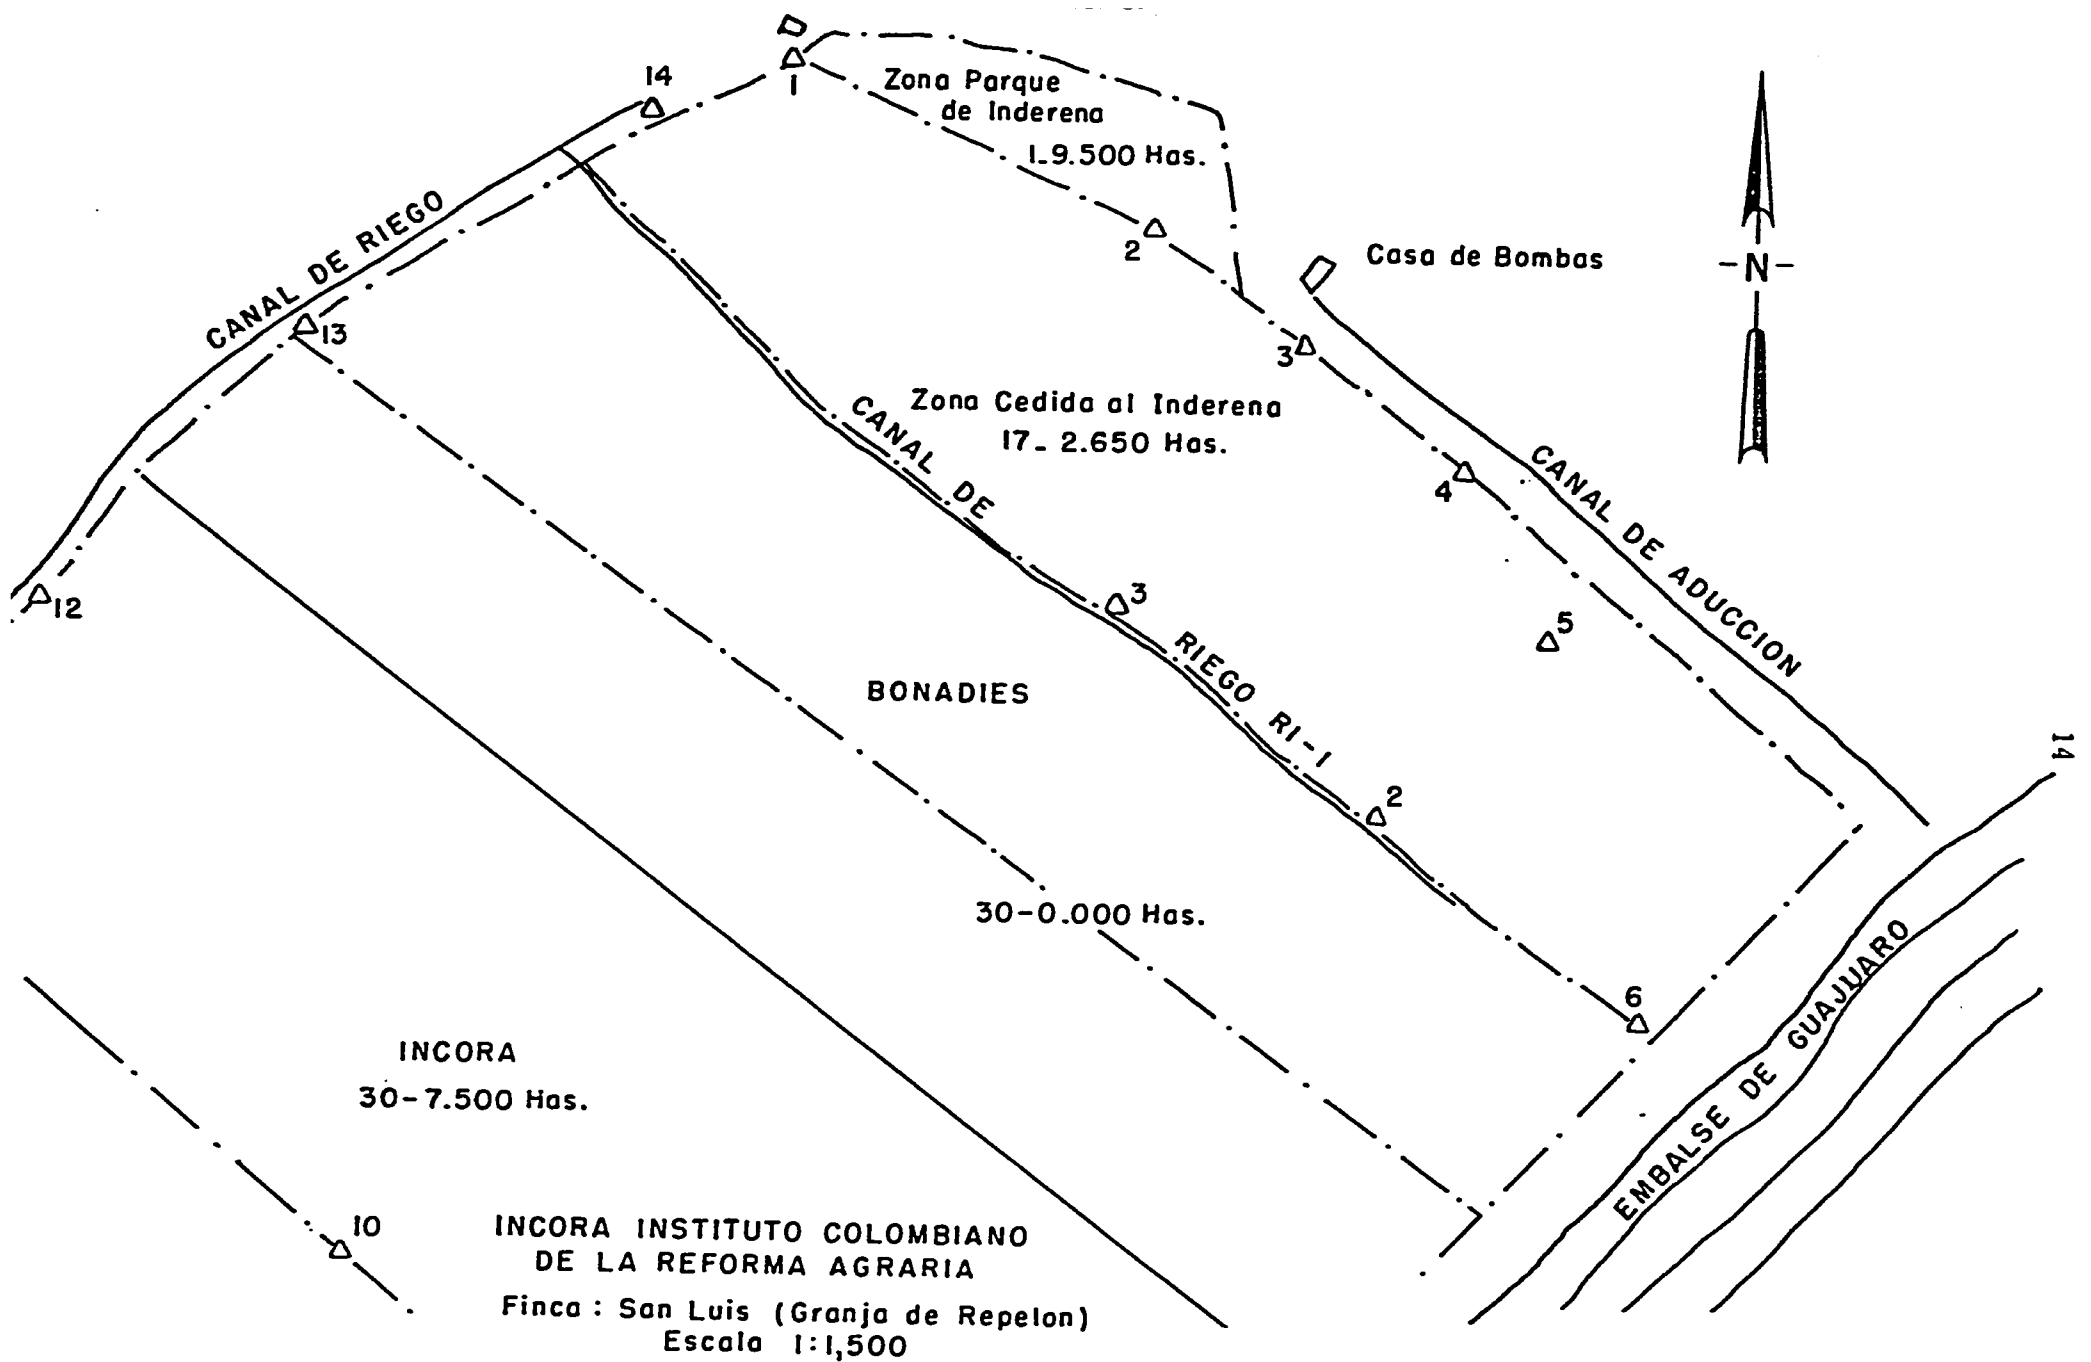 14
1
Zona Parque
de Inderena
1-9.500 Has.
2
CANAL DE RIEGO
Casa de Bombas
-N-
13
3
Zona Cedida al Inderena
17- 2.650 Has.
4
CANAL DE RIEGO RI-1
CANAL DE ADUCCION
12
3
5
BONADIES
14
2
30-0.000 Has.
6
EMBALSE DE GUAJUARO
INCORA
30-7.500 Has.
10
INCORA INSTITUTO COLOMBIANO
DE LA REFORMA AGRARIA
Finca : San Luis (Granja de Repelon)
Escala 1:1,500